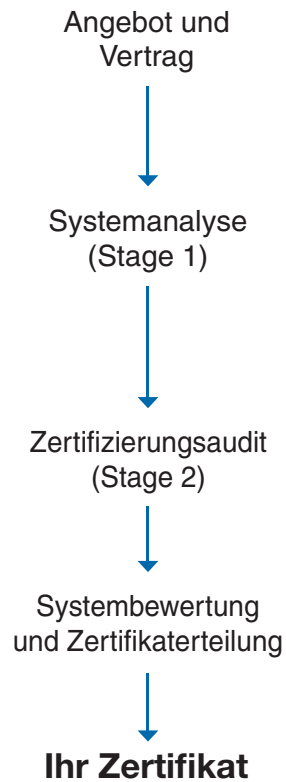 Angebot und
Vertrag
Systemanalyse
(Stage 1)
Zertifizierungsaudit
(Stage 2)
Systembewertung
und Zertifikaterteilung
Ihr Zertifikat